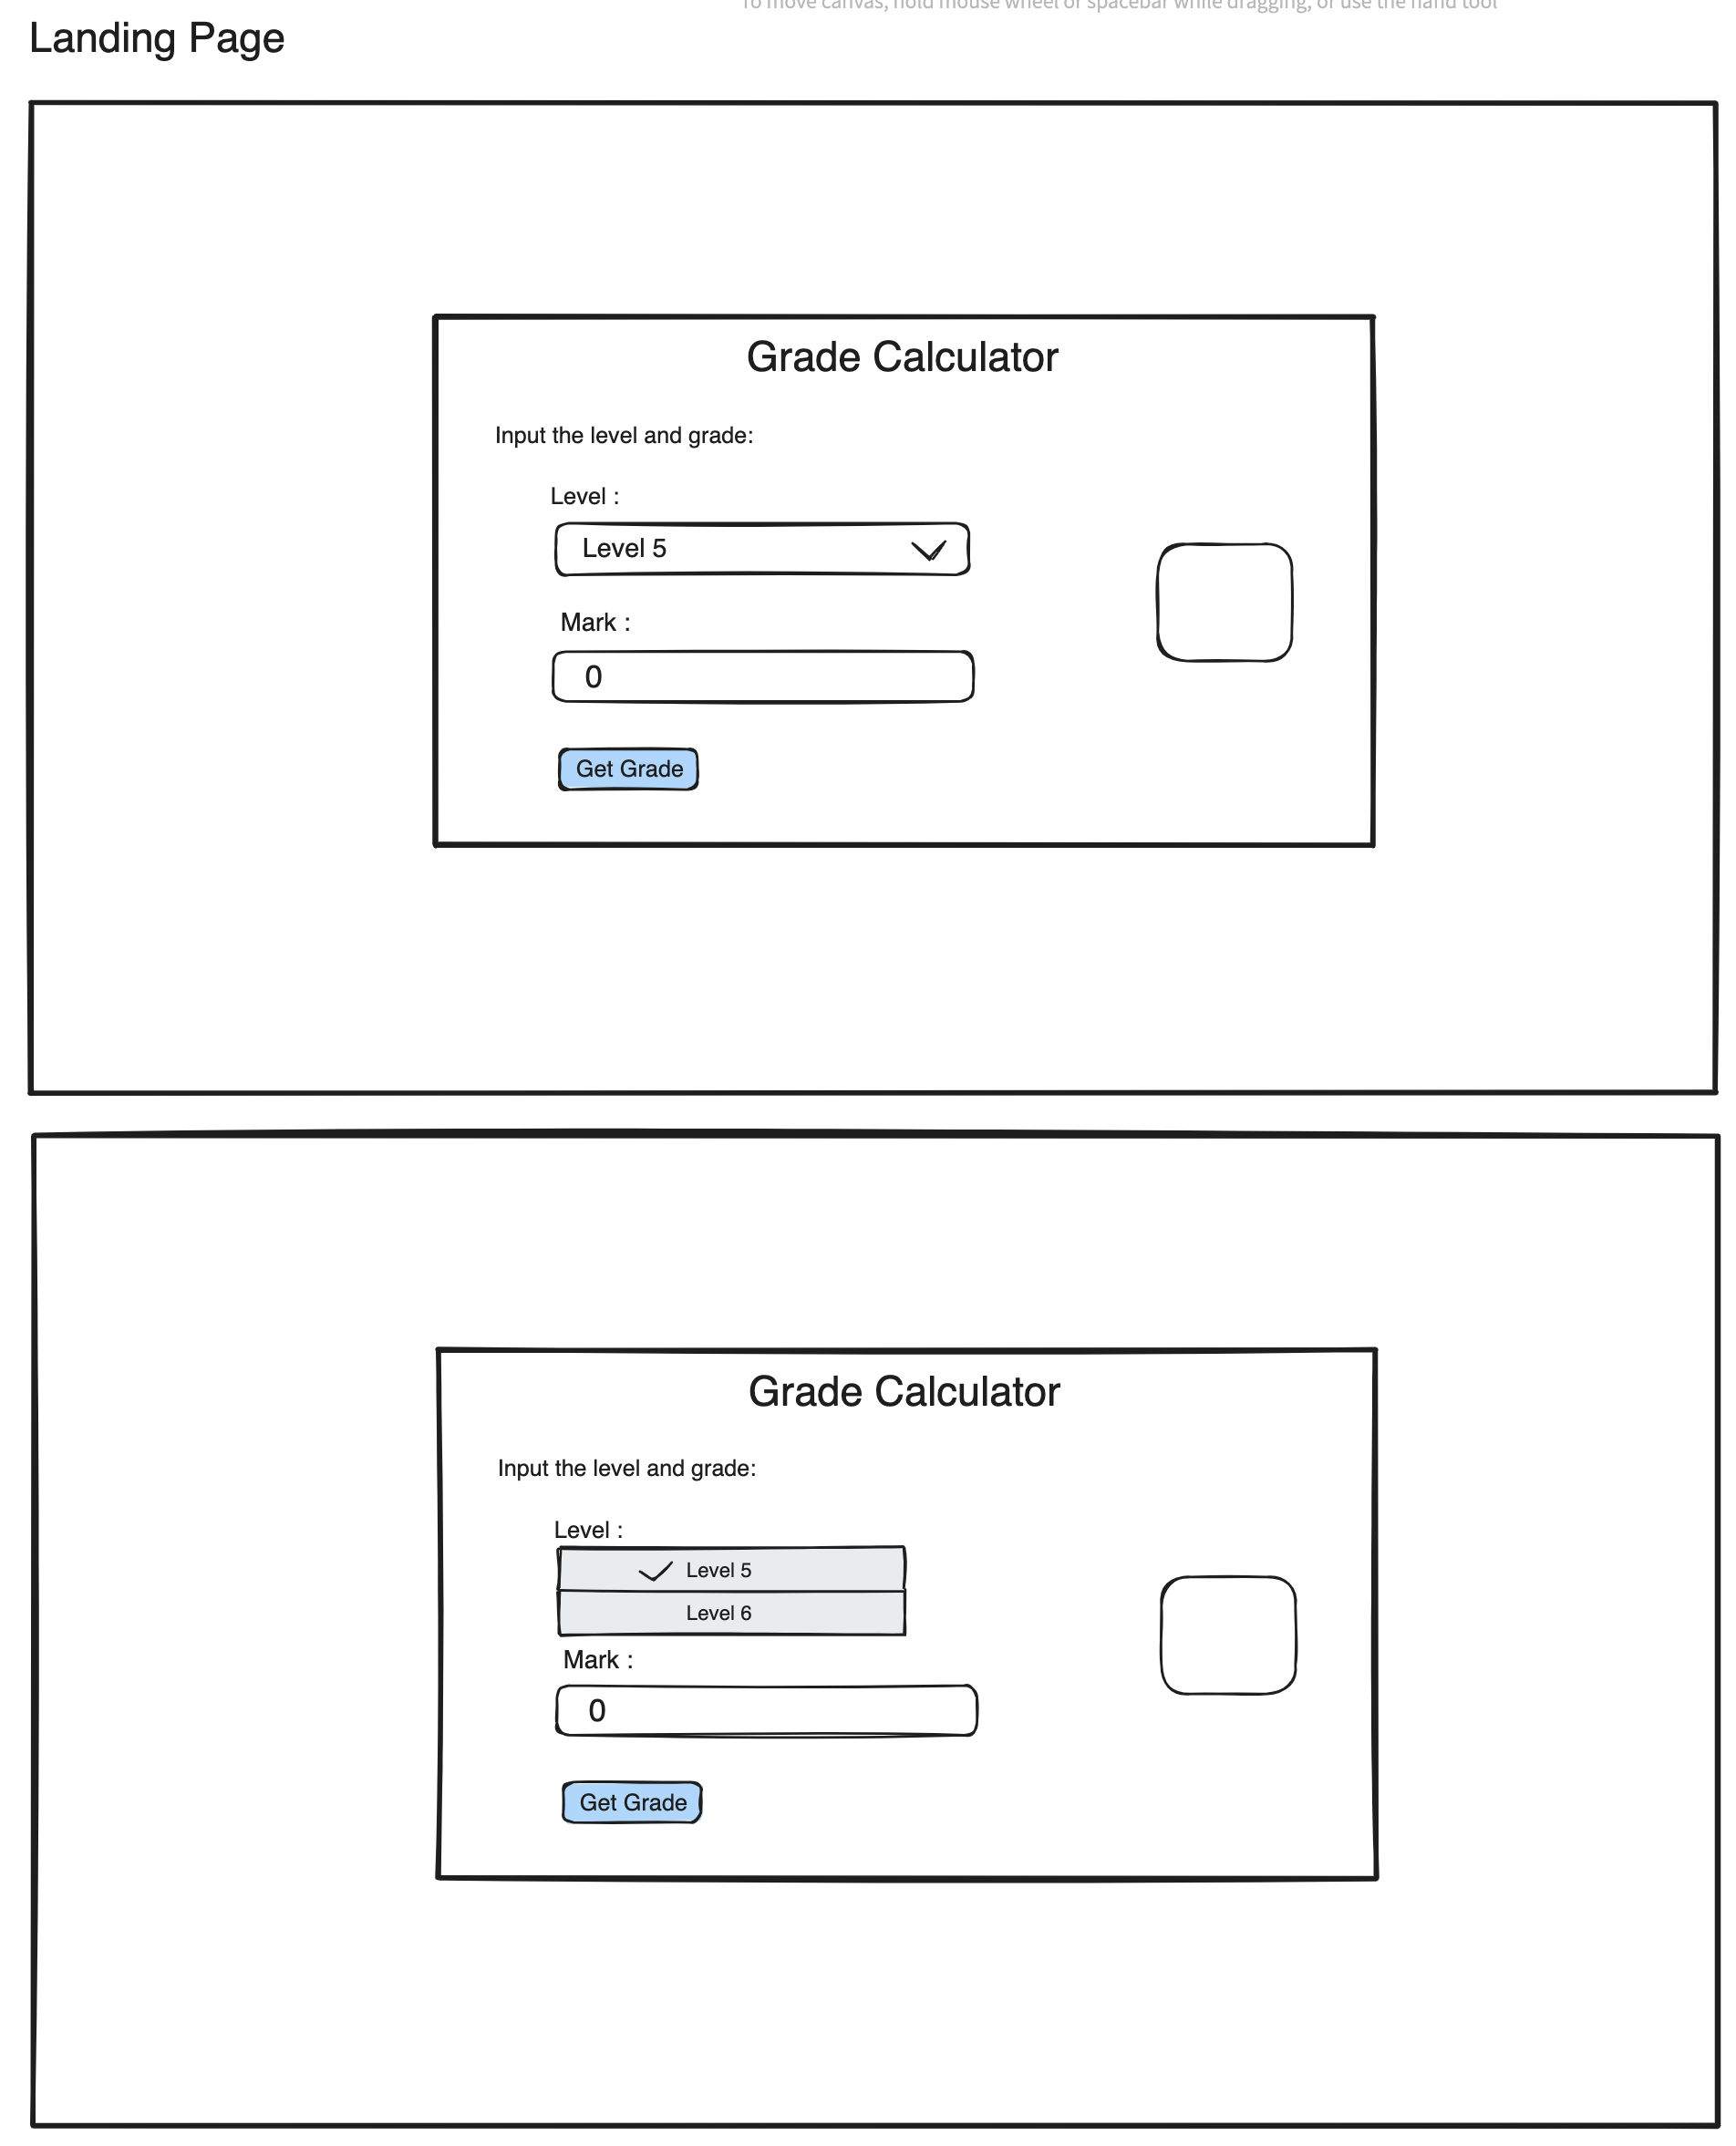 To move canvas, hold mouse wheel or spacebar while dragging, or use the hand tool
Landing Page
Grade Calculator
Input the level and grade:
Level :
Level 5
Mark :
0
Get Grade
Grade Calculator
Input the level and grade:
Level :
Level 5
Level 6
Mark :
0
Get Grade